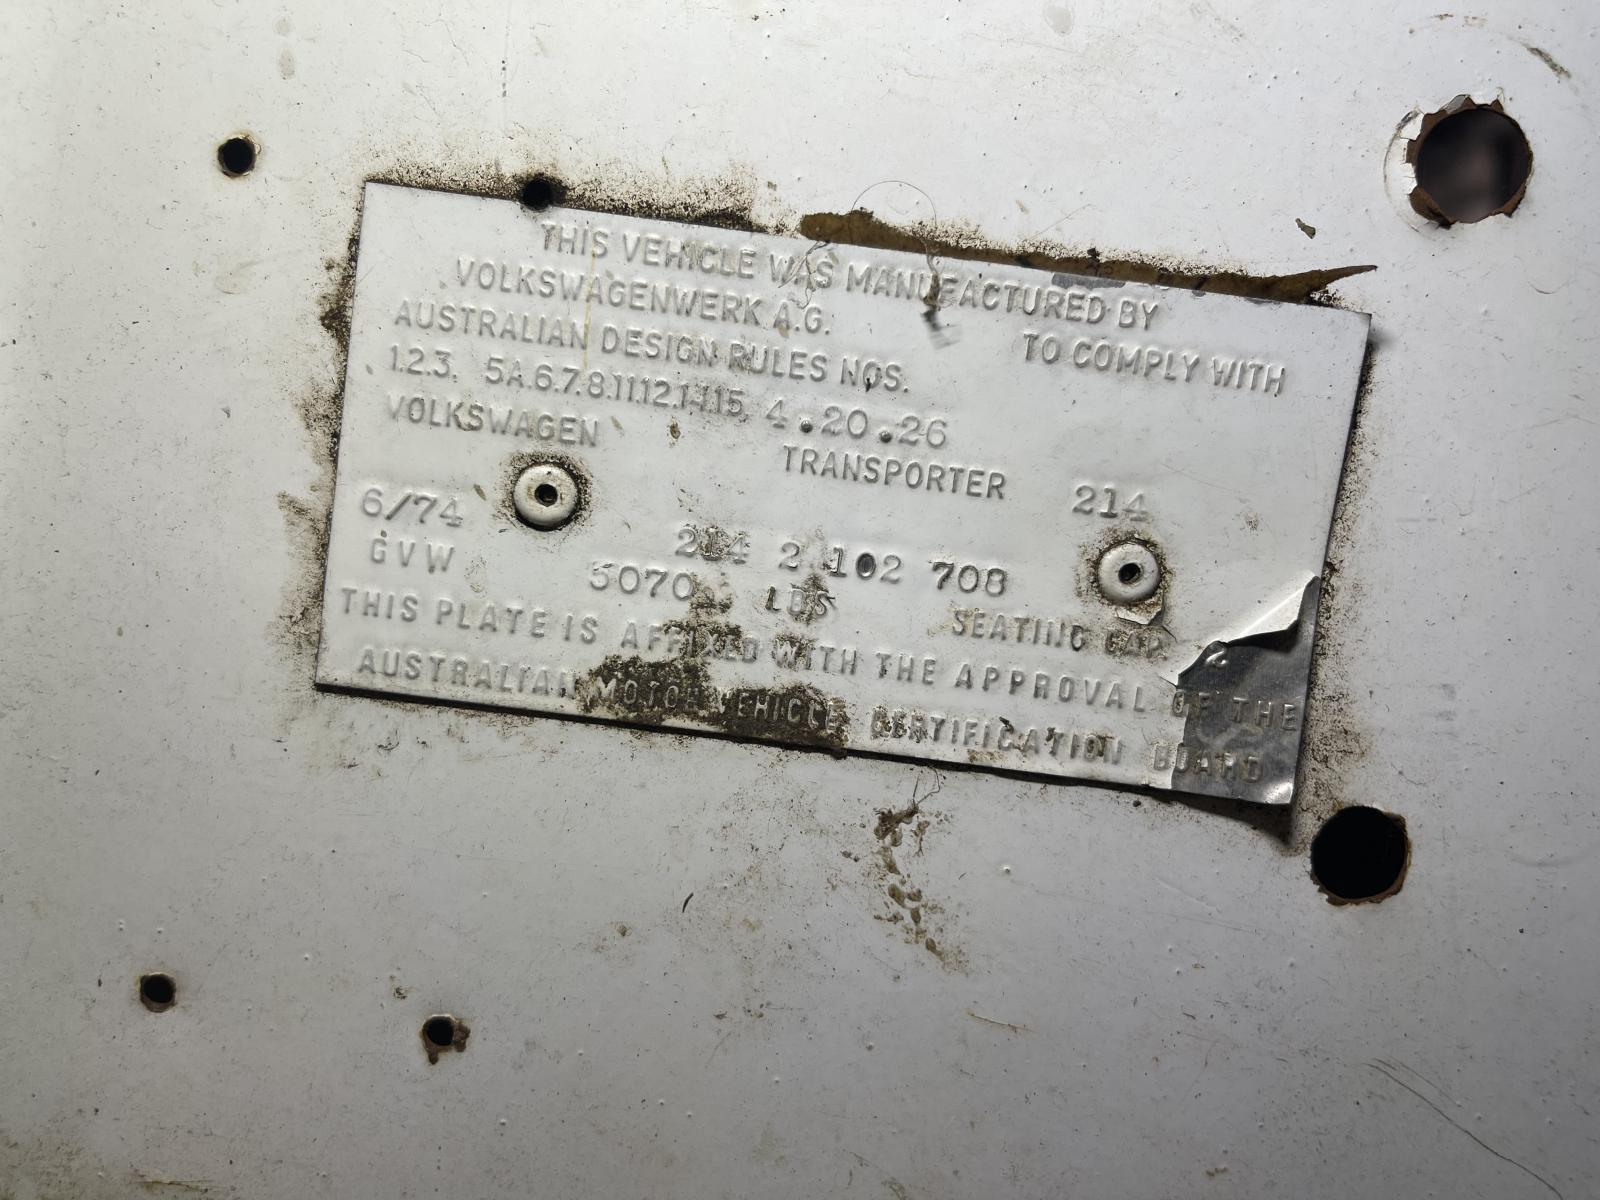 THIS VEHICLE WAS MANUFACTURED BY
VOLKSWAGENWERK A.G. TO COMPLY WITH
AUSTRALIAN DESIGN RULES NOS.
1.2.3. 5A.6.7.8.11.12.14.15. 4.20.26
VOLKSWAGEN TRANSPORTER 214
6/74 214 2 102 708
GVW 5070 LBS SEATING CAP. 2
THIS PLATE IS AFFIXED WITH THE APPROVAL OF THE
AUSTRALIAN MOTOR VEHICLE CERTIFICATION BOARD